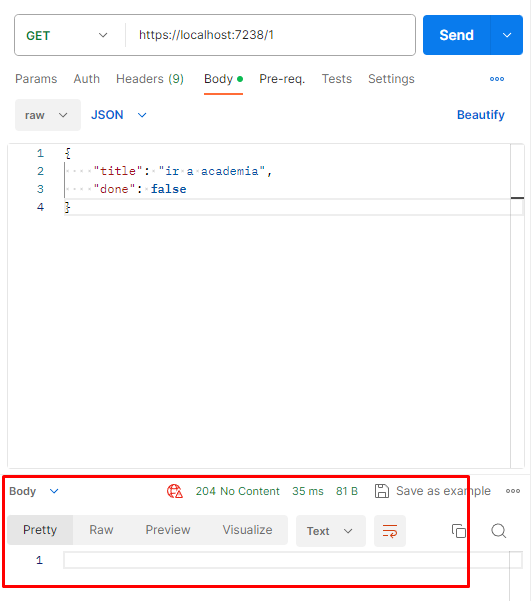 GET https://localhost:7238/1 Send
Params Auth Headers (9) Body Pre-req. Tests Settings
raw JSON Beautify
1 {
2 "title": "ir a academia",
3 "done": false
4 }
Body 204 No Content 35 ms 81 B Save as example
Pretty Raw Preview Visualize Text
1